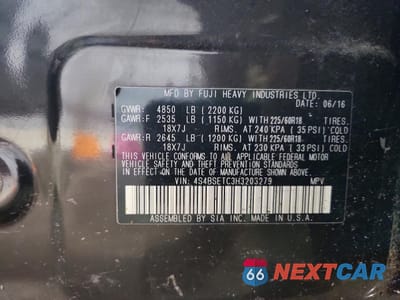 MFD BY FUJI HEAVY INDUSTRIES LTD. DATE 06/16
GVWR: 4850 LB (2200 KG)
GAWR:F 2535 LB (1150 KG) WITH 225/60R18 TIRES.
18X7J RIMS. AT 240 KPA (35 PSI) COLD
GAWR:R 2645 LB (1200 KG) WITH 225/60R18 TIRES.
18X7J RIMS. AT 230 KPA (33 PSI) COLD
THIS VEHICLE CONFORMS TO ALL APPLICABLE
FEDERAL MOTOR VEHICLE SAFETY
STANDARDS IN EFFECT ON THE DATE OF
MANUFACTURE SHOWN ABOVE.
VIN: 4S4BSETC3H3203279 MPV
ASSEMBLED BY SIA INC. MADE IN U.S.A.
66 NEXTCAR